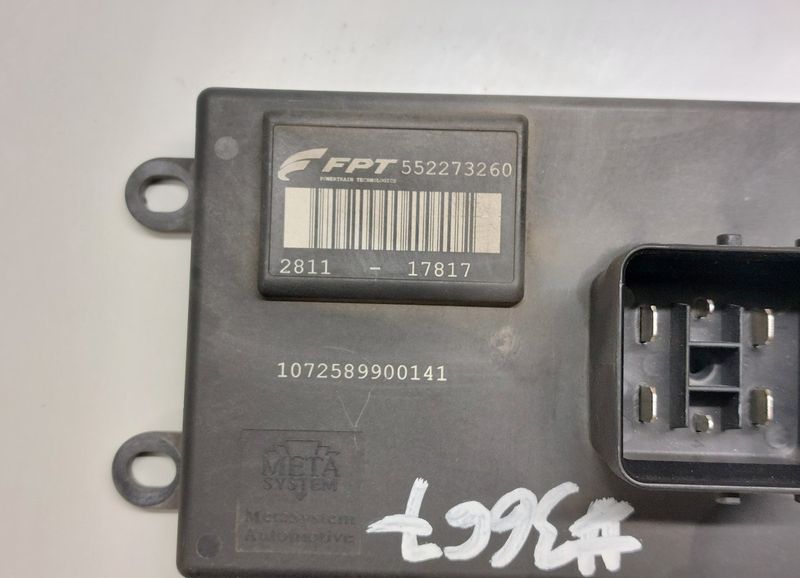 FPT 552273260
POWERTRAIN TECHNOLOGIES
2811 - 17817
1072589900141
META
SYSTEM
MetaSystem
Automotive
#3667